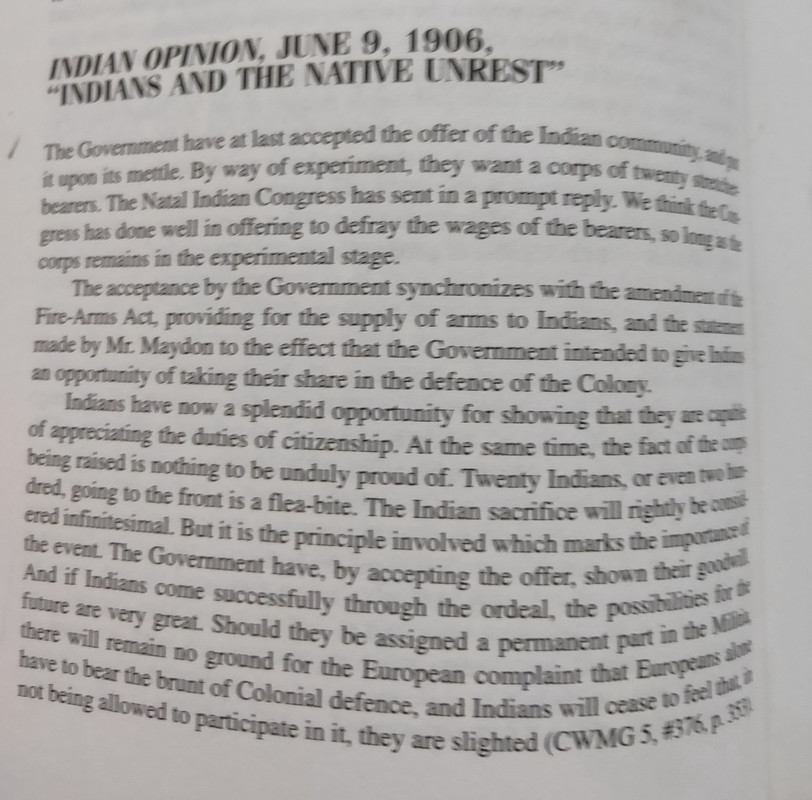 INDIAN OPINION, JUNE 9, 1906,
“INDIANS AND THE NATIVE UNREST”
The Government have at last accepted the offer of the Indian community, and put
it upon its mettle. By way of experiment, they want a corps of twenty stretcher-
bearers. The Natal Indian Congress has sent in a prompt reply. We think the Con-
gress has done well in offering to defray the wages of the bearers, so long as the
corps remains in the experimental stage.
The acceptance by the Government synchronizes with the amendment of the
Fire-Arms Act, providing for the supply of arms to Indians, and the statement
made by Mr. Maydon to the effect that the Government intended to give Indians
an opportunity of taking their share in the defence of the Colony.
Indians have now a splendid opportunity for showing that they are capable
of appreciating the duties of citizenship. At the same time, the fact of the corps
being raised is nothing to be unduly proud of. Twenty Indians, or even two hun-
dred, going to the front is a flea-bite. The Indian sacrifice will rightly be consid-
ered infinitesimal. But it is the principle involved which marks the importance of
the event. The Government have, by accepting the offer, shown their goodwill.
And if Indians come successfully through the ordeal, the possibilities for the
future are very great. Should they be assigned a permanent part in the Militia,
there will remain no ground for the European complaint that Europeans alone
have to bear the brunt of Colonial defence, and Indians will cease to feel that, in
not being allowed to participate in it, they are slighted (CWMG 5, #376, p. 353).